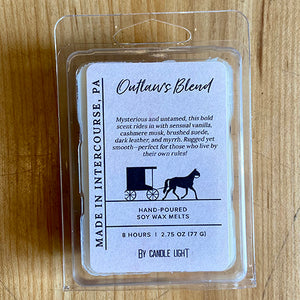 MADE IN INTERCOURSE, PA
Outlaws Blend
Mysterious and untamed, this bold
scent rides in with sensual vanilla,
cashmere musk, brushed suede,
dark leather, and myrrh. Rugged yet
smooth—perfect for those who live by
their own rules!
HAND-POURED
SOY WAX MELTS
8 HOURS | 2.75 OZ (77 G)
BY CANDLE LIGHT